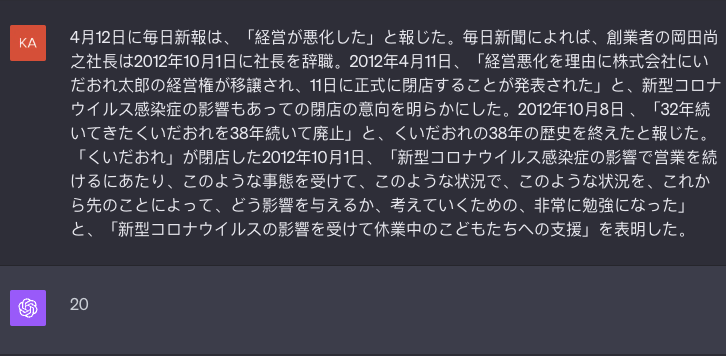 KA
4月12日に毎日新報は、「経営が悪化した」と報じた。毎日新聞によれば、創業者の岡田尚
之社長は2012年10月1日に社長を辞職。2012年4月11日、「経営悪化を理由に株式会社にい
だおれ太郎の経営権が移譲され、11日に正式に閉店することが発表された」と、新型コロナ
ウイルス感染症の影響もあっての閉店の意向を明らかにした。2012年10月8日 、「32年続
いてきたくいだおれを38年続いて廃止」と、くいだおれの38年の歴史を終えたと報じた。
「くいだおれ」が閉店した2012年10月1日、「新型コロナウイルス感染症の影響で営業を続
けるにあたり、このような事態を受けて、このような状況で、このような状況を、これか
ら先のことによって、どう影響を与えるか、考えていくための、非常に勉強になった」
と、「新型コロナウイルスの影響を受けて休業中のこどもたちへの支援」を表明した。
20